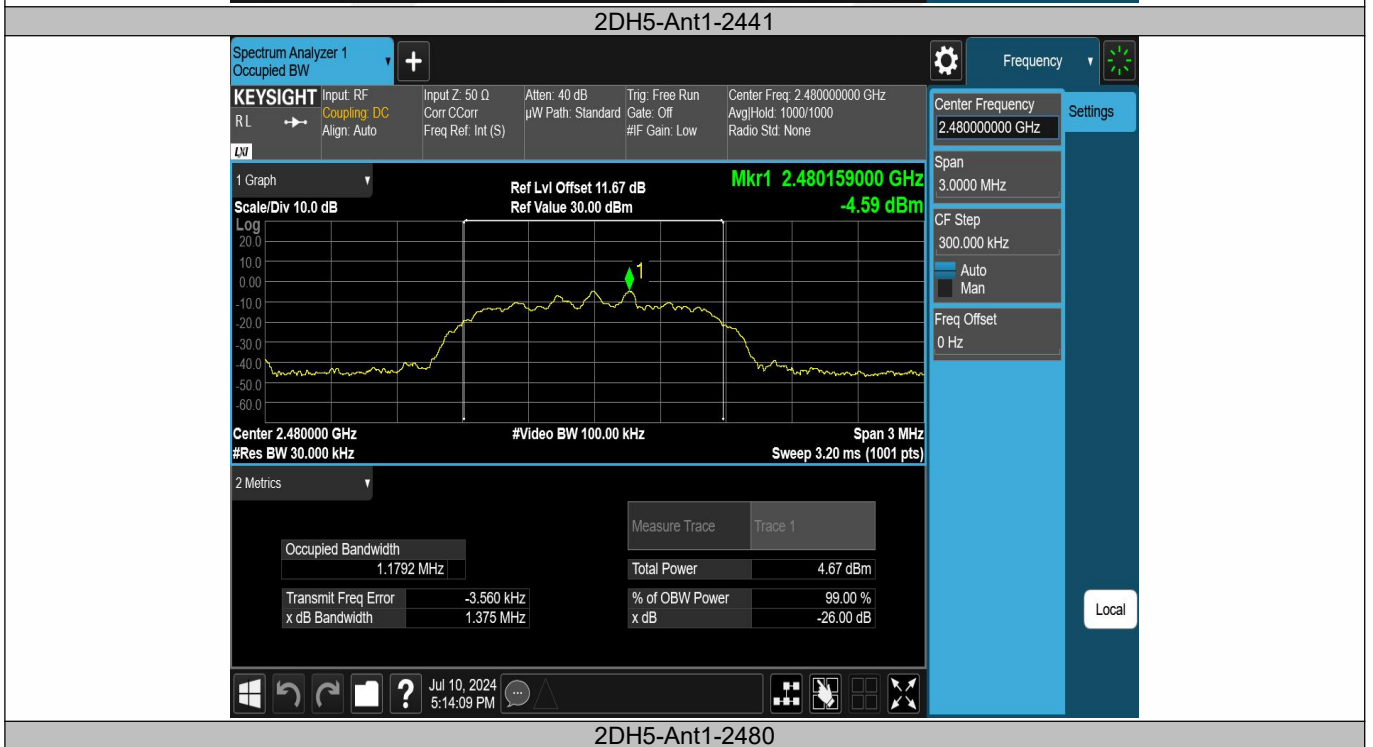 2DH5-Ant1-2441
Spectrum Analyzer 1
Occupied BW
Frequency
KEYSIGHT
R L
LXI
Input: RF
Coupling: DC
Align: Auto
Input Z: 50 Ω
Corr CCorr
Freq Ref: Int (S)
Atten: 40 dB
µW Path: Standard
Trig: Free Run
Gate: Off
#IF Gain: Low
Center Freq: 2.480000000 GHz
Avg|Hold: 1000/1000
Radio Std: None
Center Frequency
2.480000000 GHz
Settings
Span
3.0000 MHz
CF Step
300.000 kHz
Auto
Man
Freq Offset
0 Hz
Local
1 Graph
Scale/Div 10.0 dB
Ref Lvl Offset 11.67 dB
Ref Value 30.00 dBm
Mkr1 2.480159000 GHz
-4.59 dBm
Log
20.0
10.0
0.00
-10.0
-20.0
-30.0
-40.0
-50.0
-60.0
1
Center 2.480000 GHz
#Video BW 100.00 kHz
Span 3 MHz
#Res BW 30.000 kHz
Sweep 3.20 ms (1001 pts)
2 Metrics
Measure Trace Trace 1
Occupied Bandwidth
1.1792 MHz
Total Power 4.67 dBm
Transmit Freq Error -3.560 kHz
% of OBW Power 99.00 %
x dB Bandwidth 1.375 MHz
x dB -26.00 dB
?
Jul 10, 2024
5:14:09 PM
2DH5-Ant1-2480